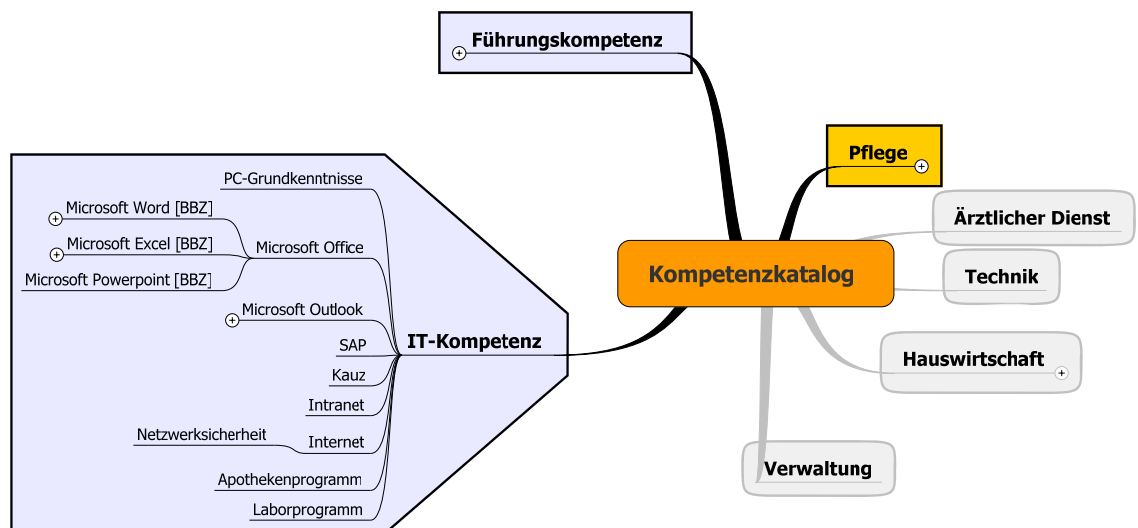 Führungskompetenz
Pflege
Ärztlicher Dienst
Kompetenzkatalog
Technik
Hauswirtschaft
Verwaltung
IT-Kompetenz
PC-Grundkenntnisse
Microsoft Office
Microsoft Word [BBZ]
Microsoft Excel [BBZ]
Microsoft Powerpoint [BBZ]
Microsoft Outlook
SAP
Kauz
Intranet
Internet
Netzwerksicherheit
Apothekenprogramm
Laborprogramm